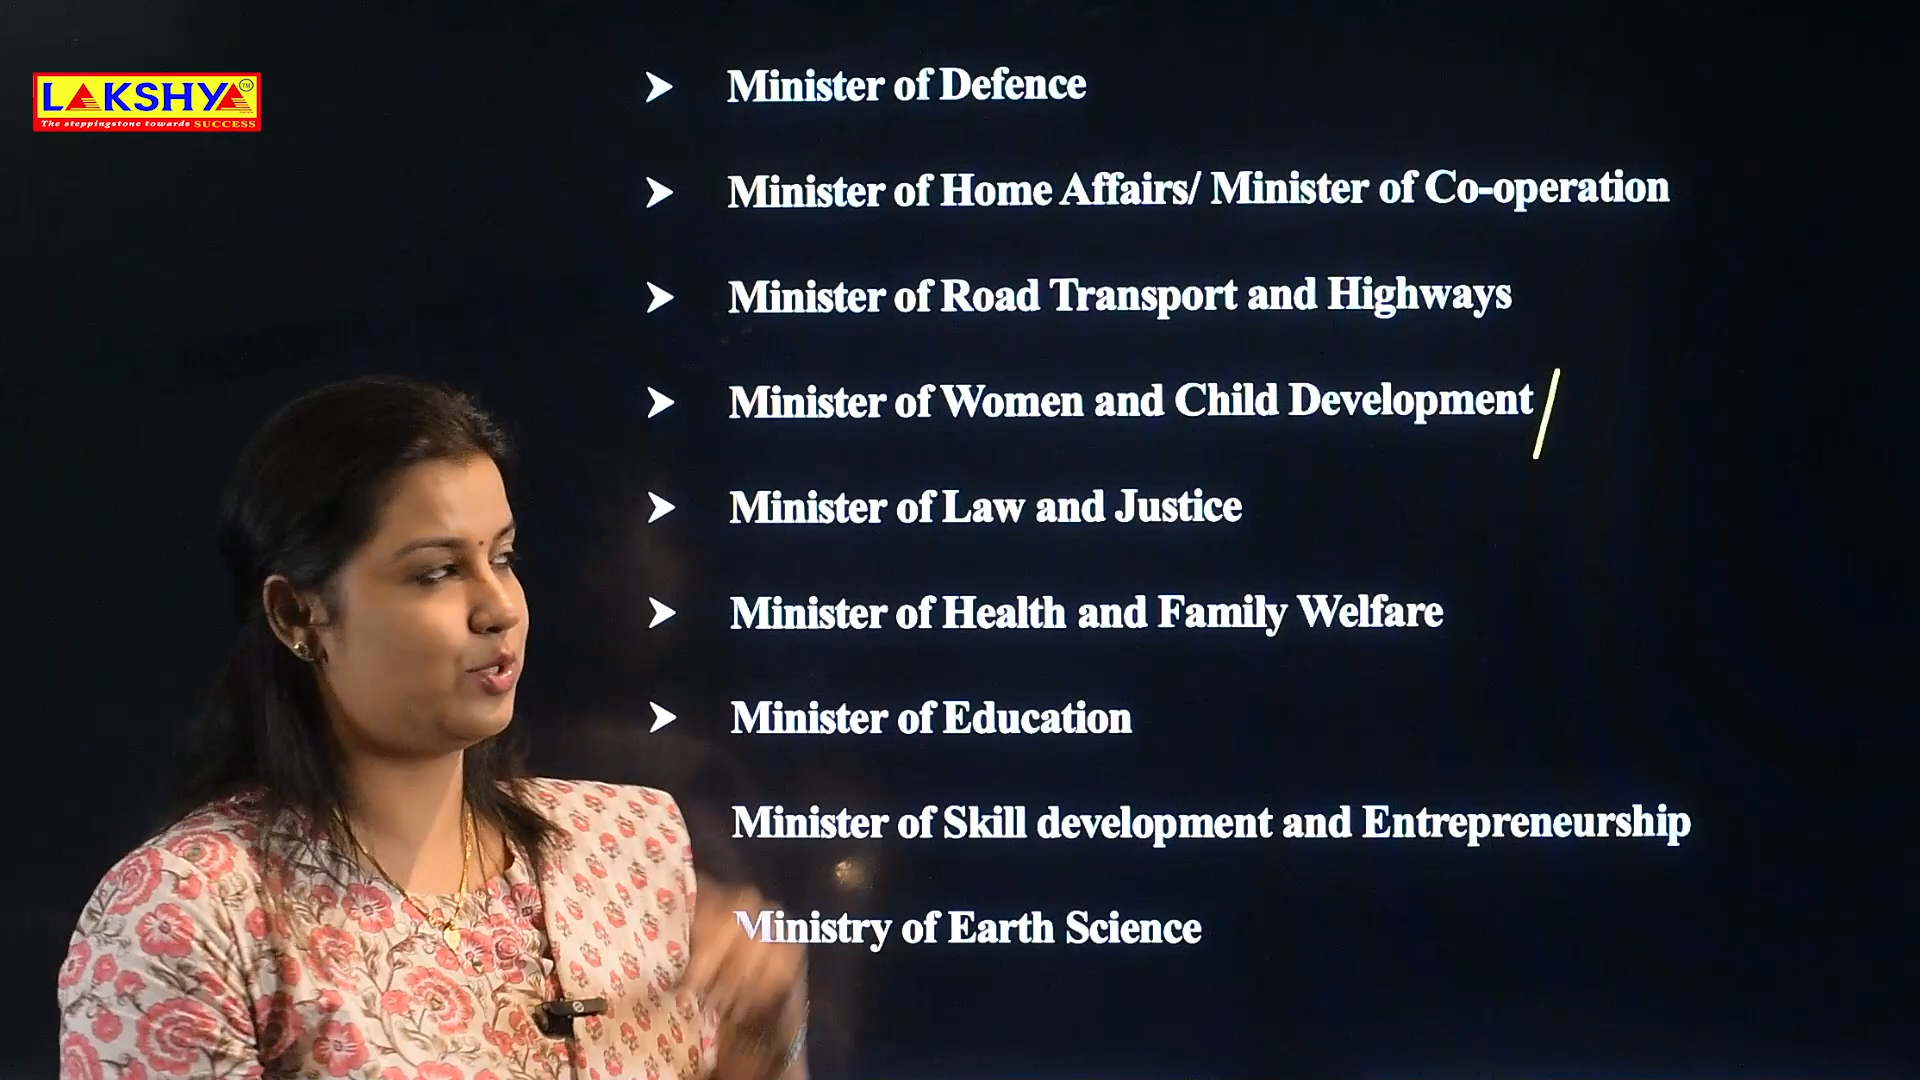 LAKSHYA TM
The steppingstone towards SUCCESS
Minister of Defence
Minister of Home Affairs/ Minister of Co-operation
Minister of Road Transport and Highways
Minister of Women and Child Development /
Minister of Law and Justice
Minister of Health and Family Welfare
Minister of Education
Minister of Skill development and Entrepreneurship
Ministry of Earth Science